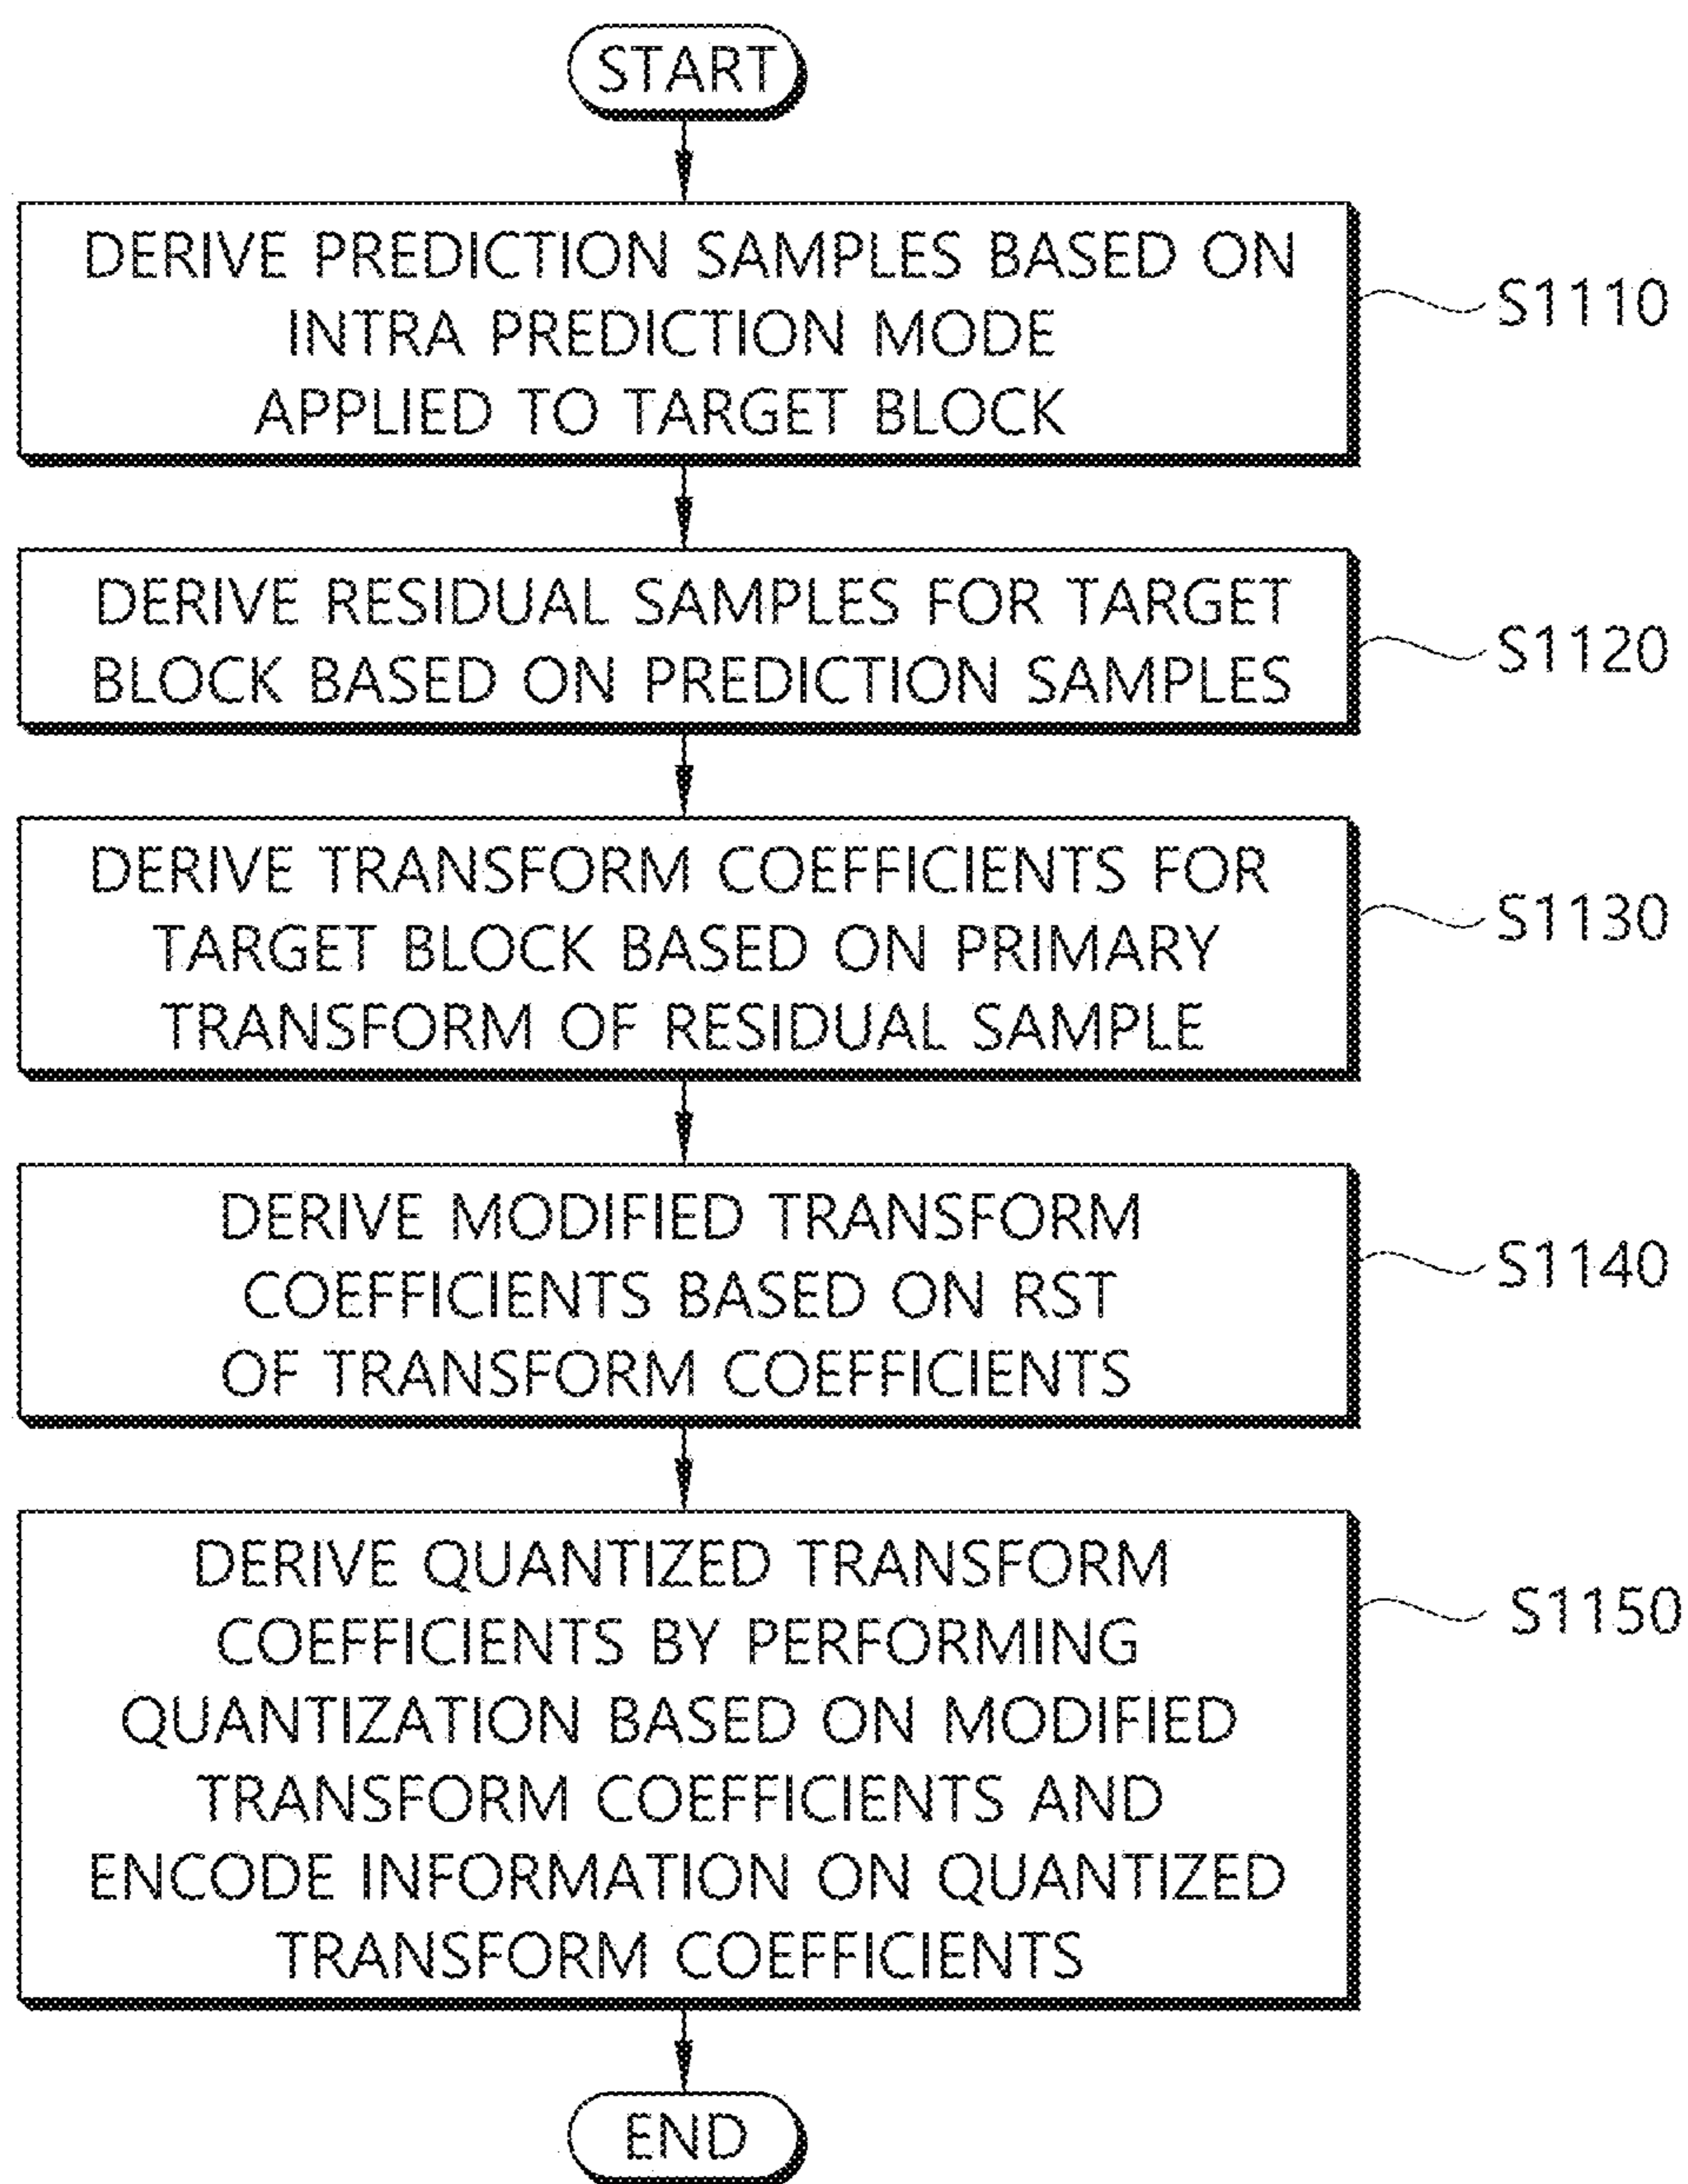 START
DERIVE PREDICTION SAMPLES BASED ON
INTRA PREDICTION MODE
APPLIED TO TARGET BLOCK
S1110
DERIVE RESIDUAL SAMPLES FOR TARGET
BLOCK BASED ON PREDICTION SAMPLES
S1120
DERIVE TRANSFORM COEFFICIENTS FOR
TARGET BLOCK BASED ON PRIMARY
TRANSFORM OF RESIDUAL SAMPLE
S1130
DERIVE MODIFIED TRANSFORM
COEFFICIENTS BASED ON RST
OF TRANSFORM COEFFICIENTS
S1140
DERIVE QUANTIZED TRANSFORM
COEFFICIENTS BY PERFORMING
QUANTIZATION BASED ON MODIFIED
TRANSFORM COEFFICIENTS AND
ENCODE INFORMATION ON QUANTIZED
TRANSFORM COEFFICIENTS
S1150
END